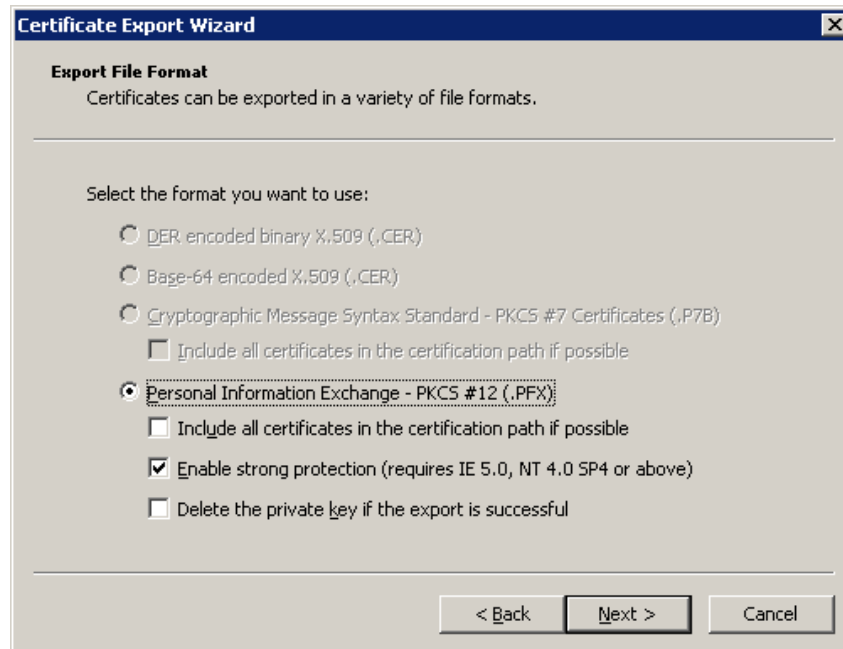 Certificate Export Wizard
Export File Format
Certificates can be exported in a variety of file formats.
Select the format you want to use:
DER encoded binary X.509 (.CER)
Base-64 encoded X.509 (.CER)
Cryptographic Message Syntax Standard - PKCS #7 Certificates (.P7B)
Include all certificates in the certification path if possible
Personal Information Exchange - PKCS #12 (.PFX)
Include all certificates in the certification path if possible
Enable strong protection (requires IE 5.0, NT 4.0 SP4 or above)
Delete the private key if the export is successful
< Back Next > Cancel